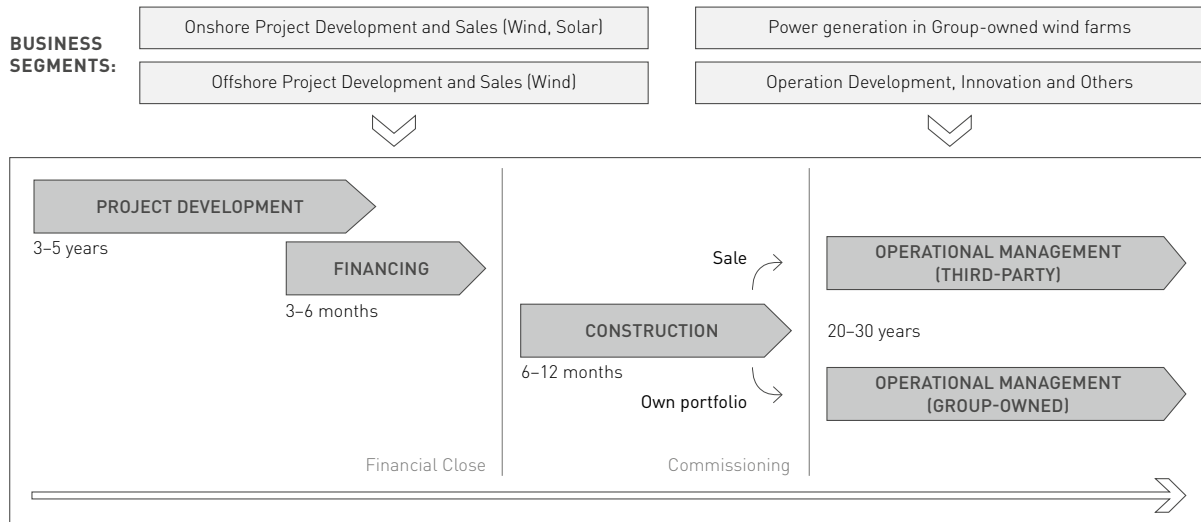 BUSINESS
SEGMENTS:
Onshore Project Development and Sales (Wind, Solar)
Offshore Project Development and Sales (Wind)
Power generation in Group-owned wind farms
Operation Development, Innovation and Others
PROJECT DEVELOPMENT
3–5 years
FINANCING
3–6 months
Financial Close
CONSTRUCTION
6–12 months
Sale
Own portfolio
Commissioning
OPERATIONAL MANAGEMENT
(THIRD-PARTY)
20–30 years
OPERATIONAL MANAGEMENT
(GROUP-OWNED)